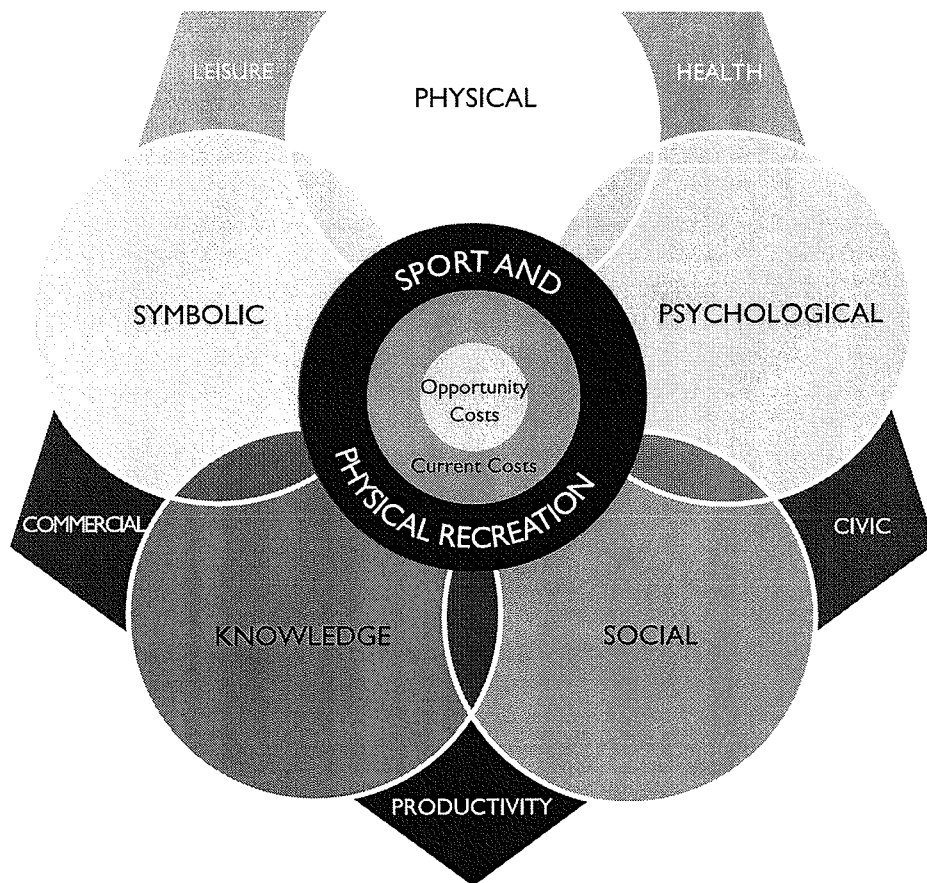 LEISURE
HEALTH
PHYSICAL
SPORT AND
SYMBOLIC
PSYCHOLOGICAL
Opportunity
Costs
Current Costs
PHYSICAL RECREATION
COMMERCIAL
CIVIC
KNOWLEDGE
SOCIAL
PRODUCTIVITY